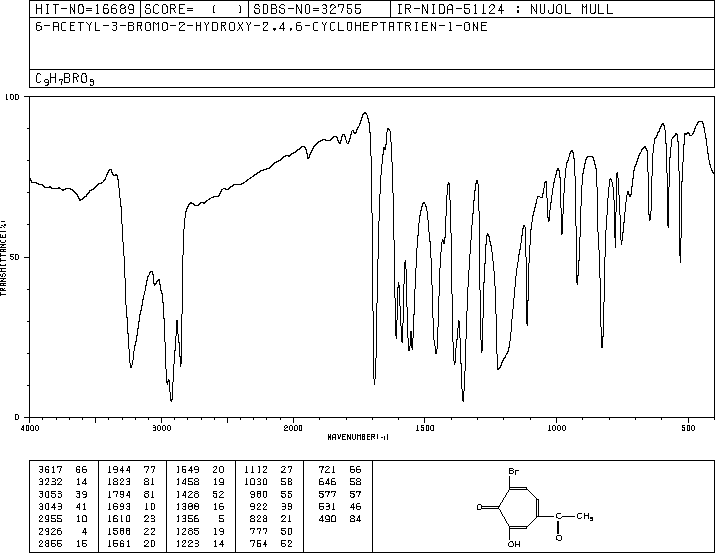 HIT-NO=16689 SCORE= ( ) SDBS-NO=32755 IR-NIDA-51124 : NUJOL MULL
6-ACETYL-3-BROMO-2-HYDROXY-2,4,6-CYCLOHEPTATRIEN-1-ONE
C9H7BRO3
100
50
0
TRANSMITTANCE(%)
4000 3000 2000 1500 1000 500
WAVENUMBER(-1)
3617 66 1944 77 1549 20 1112 27 721 66
3232 14 1823 81 1458 19 1030 58 646 58
3053 39 1794 81 1428 52 980 55 577 57
3043 41 1693 10 1388 16 922 39 531 46
2955 10 1610 23 1356 5 828 21 490 84
2926 4 1588 22 1285 19 777 50
2855 15 1561 20 1223 14 754 52
Br
O
C CH3
O
OH